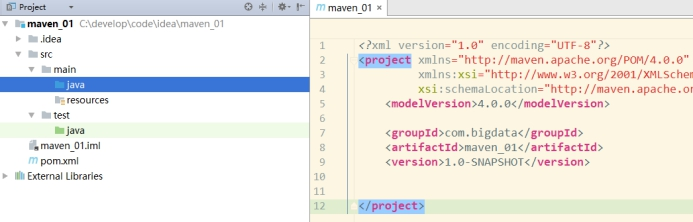 Project
maven_01 C:\develop\code\idea\maven_01
.idea
src
main
java
resources
test
java
maven_01.iml
pom.xml
External Libraries
maven_01
1 <?xml version="1.0" encoding="UTF-8"?>
2 <project xmlns="http://maven.apache.org/POM/4.0.0"
3 xmlns:xsi="http://www.w3.org/2001/XMLSchem
4 xsi:schemaLocation="http://maven.apache.org
5 <modelVersion>4.0.0</modelVersion>
6
7 <groupId>com.bigdata</groupId>
8 <artifactId>maven_01</artifactId>
9 <version>1.0-SNAPSHOT</version>
10
11
12 </project>